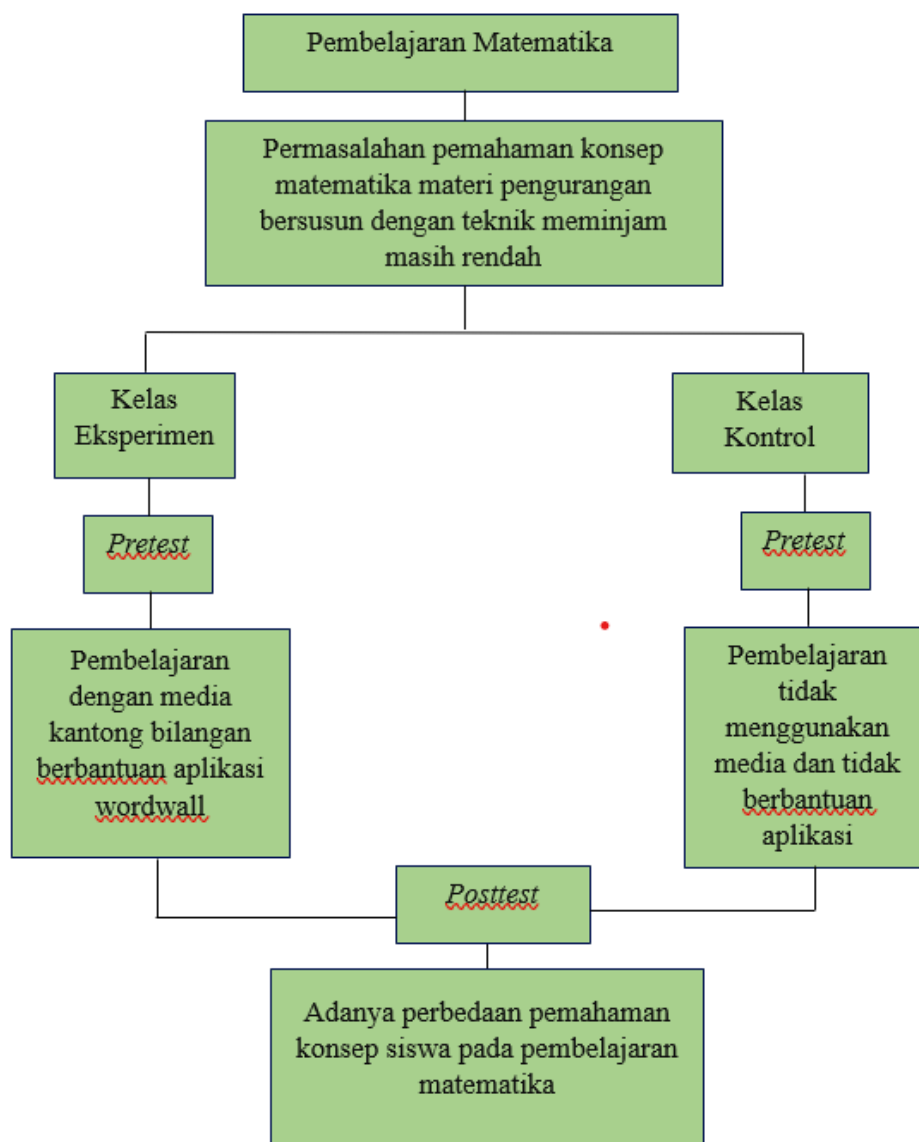 Pembelajaran Matematika
Permasalahan pemahaman konsep
matematika materi pengurangan
bersusun dengan teknik meminjam
masih rendah
Kelas
Eksperimen
Kelas
Kontrol
Pretest
Pretest
Pembelajaran
dengan media
kantong bilangan
berbantuan aplikasi
wordwall
Pembelajaran
tidak
menggunakan
media dan tidak
berbantuan
aplikasi
Posttest
Adanya perbedaan pemahaman
konsep siswa pada pembelajaran
matematika